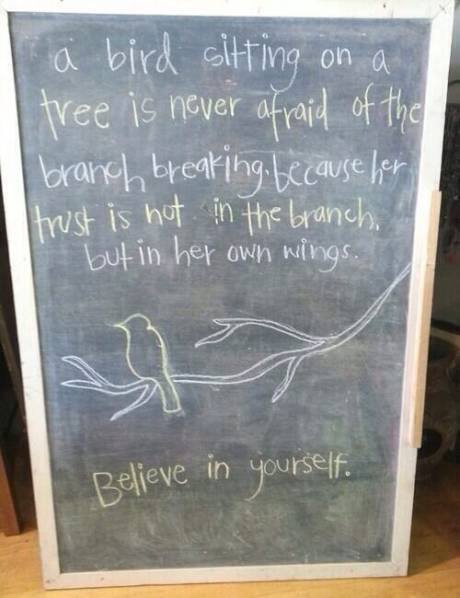 a bird sitting on a
tree is never afraid of the
branch breaking. because her
trust is not in the branch,
but in her own wings.
Believe in yourself.